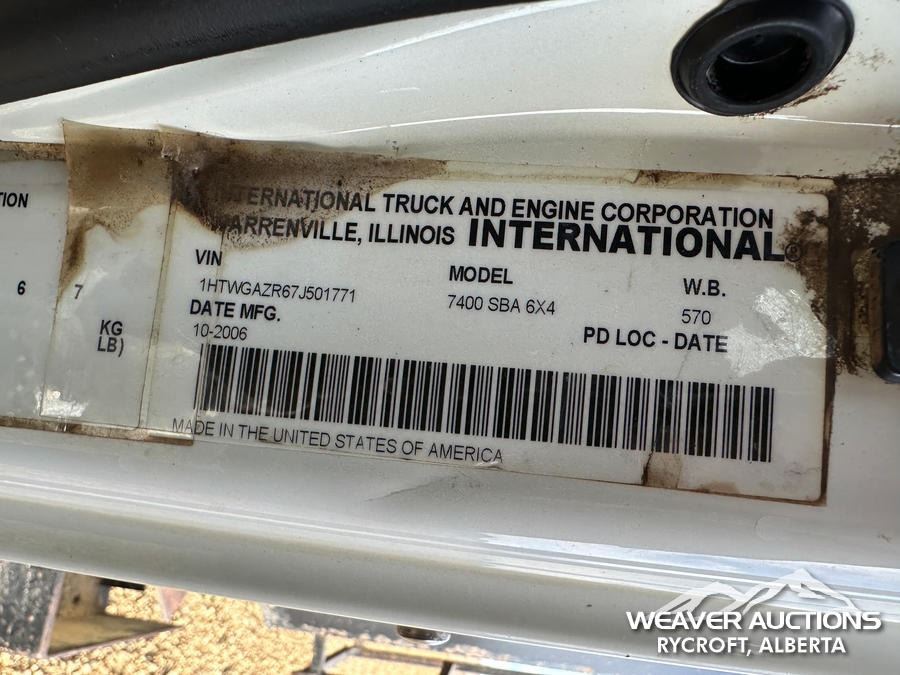 TION
6 7
KG
LB)
INTERNATIONAL TRUCK AND ENGINE CORPORATION
WARRENVILLE, ILLINOIS INTERNATIONAL®
VIN MODEL W.B.
1HTWGAZR67J501771 7400 SBA 6X4 570
DATE MFG. PD LOC - DATE
10-2006
MADE IN THE UNITED STATES OF AMERICA
WEAVER AUCTIONS
RYCROFT, ALBERTA